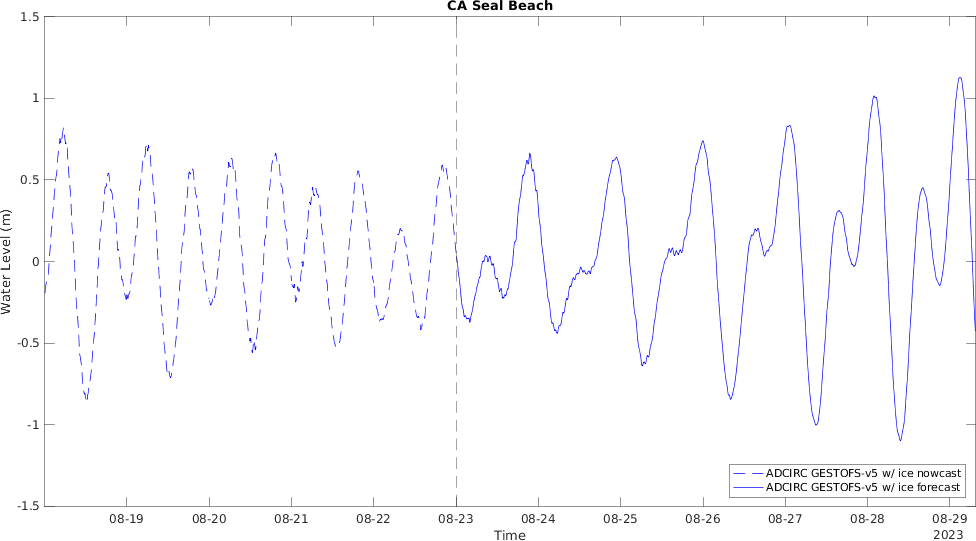 CA Seal Beach
1.5
1
0.5
0
-0.5
-1
-1.5
Water Level (m)
08-19 08-20 08-21 08-22 08-23 08-24 08-25 08-26 08-27 08-28 08-29
2023
Time
ADCIRC GESTOFS-v5 w/ ice nowcast
ADCIRC GESTOFS-v5 w/ ice forecast